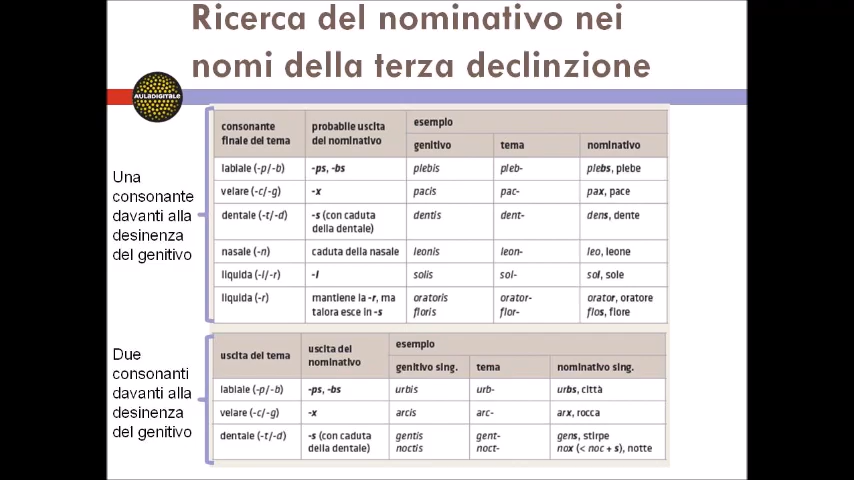 Ricerca del nominativo nei
nomi della terza declinzione
AULADIGITALE
Una
consonante
davanti alla
desinenza
del genitivo
consonante finale del tema | probabile uscita del nominativo | esempio
genitivo | tema | nominativo
labiale (-p/-b) | -ps, -bs | plebis | pleb- | plebs, plebe
velare (-c/-g) | -x | pacis | pac- | pax, pace
dentale (-t/-d) | -s (con caduta della dentale) | dentis | dent- | dens, dente
nasale (-n) | caduta della nasale | leonis | leon- | leo, leone
liquida (-l/-r) | -l | solis | sol- | sol, sole
liquida (-r) | mantiene la -r, ma | oratoris | orator- | orator, oratore
talora esce in -s | floris | flor- | flos, fiore
Due
consonanti
davanti alla
desinenza
del genitivo
uscita del tema | uscita del nominativo | esempio
genitivo sing. | tema | nominativo sing.
labiale (-p/-b) | -ps, -bs | urbis | urb- | urbs, città
velare (-c/-g) | -x | arcis | arc- | arx, rocca
dentale (-t/-d) | -s (con caduta | gentis | gent- | gens, stirpe
della dentale) | noctis | noct- | nox (< noc + s), notte